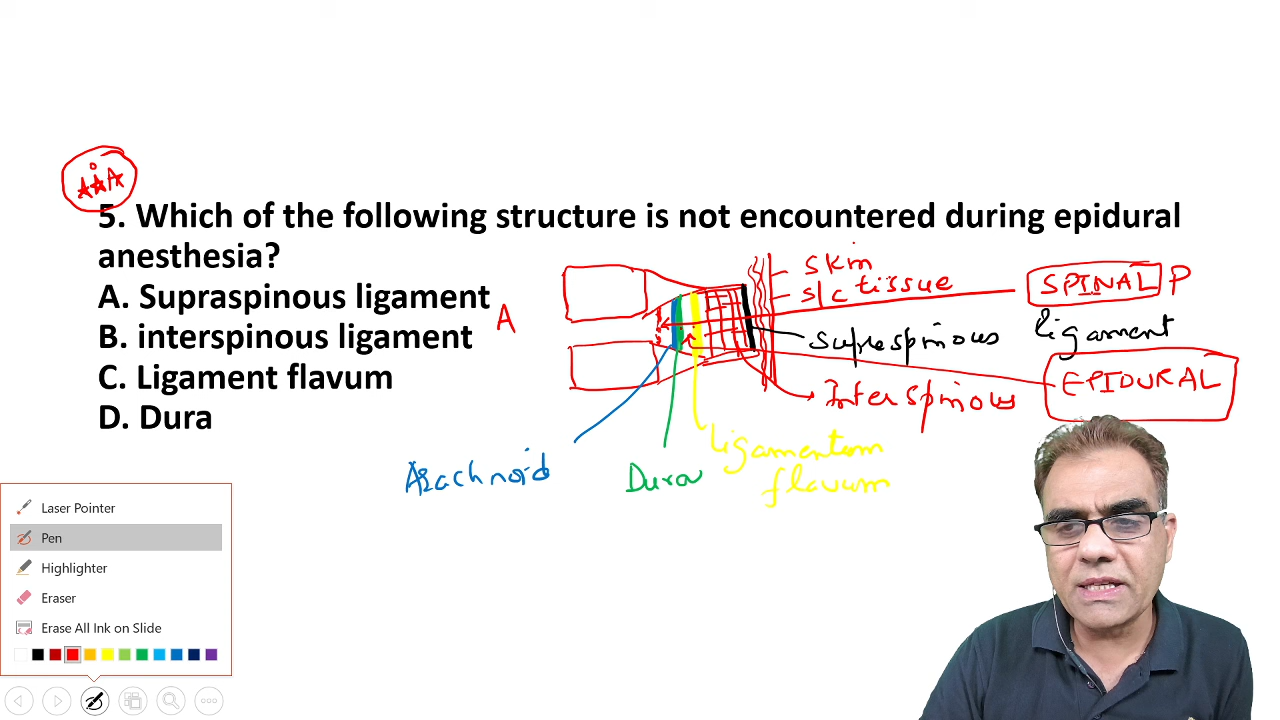 5. Which of the following structure is not encountered during epidural
anesthesia?
A. Supraspinous ligament
B. interspinous ligament
C. Ligament flavum
D. Dura
A
skin
s/c tissue
SPINAL P
supraspinous ligament
EPIDURAL
Interspinous
Ligamentum
flavum
Dura
Arachnoid
Laser Pointer
Pen
Highlighter
Eraser
Erase All Ink on Slide